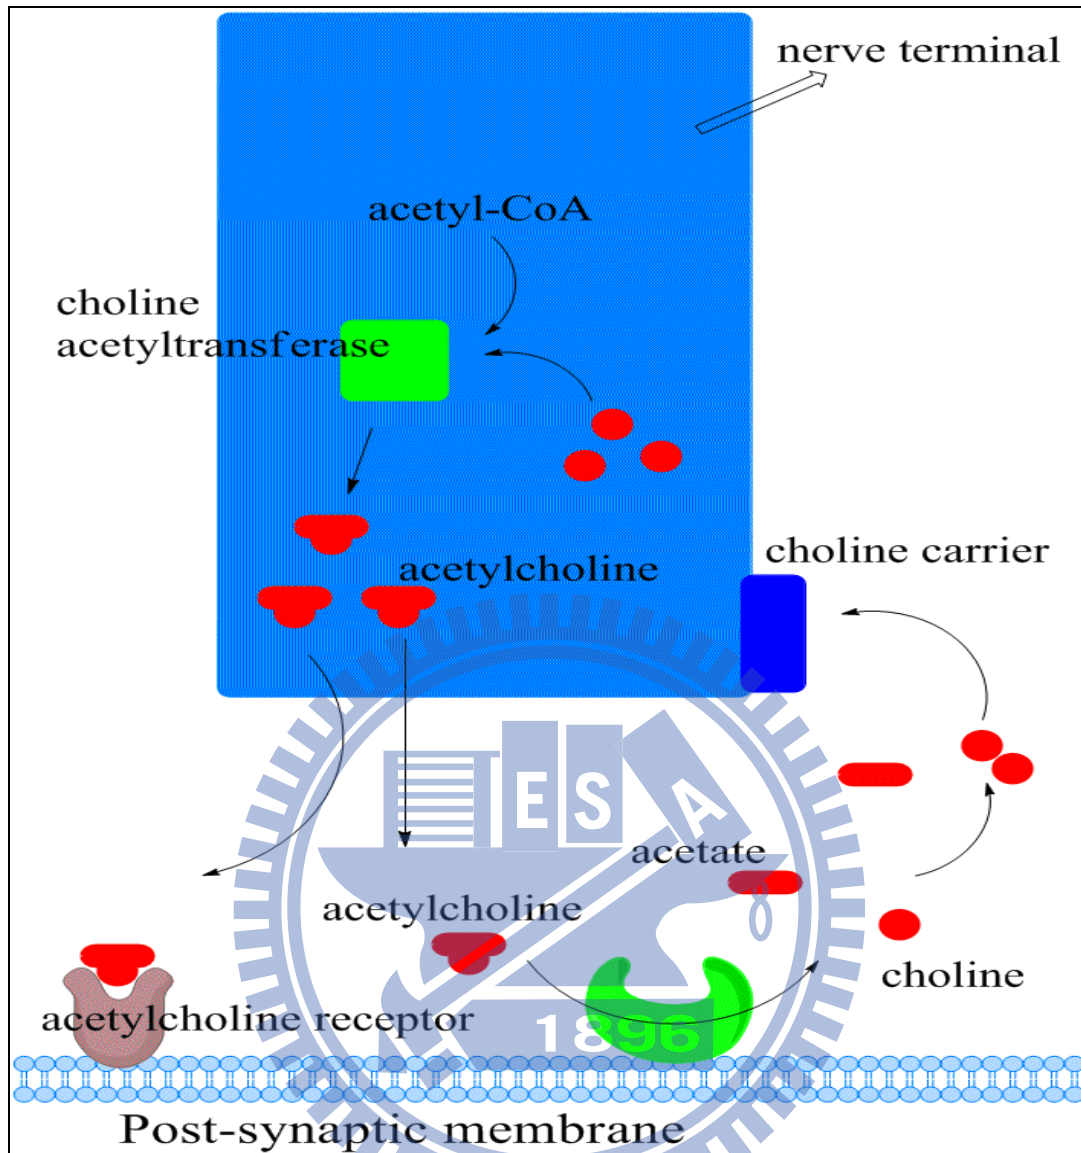 nerve terminal
acetyl-CoA
choline
acetyltransferase
choline carrier
acetylcholine
E S A
acetate
acetylcholine
choline
acetylcholine receptor
1896
Post-synaptic membrane